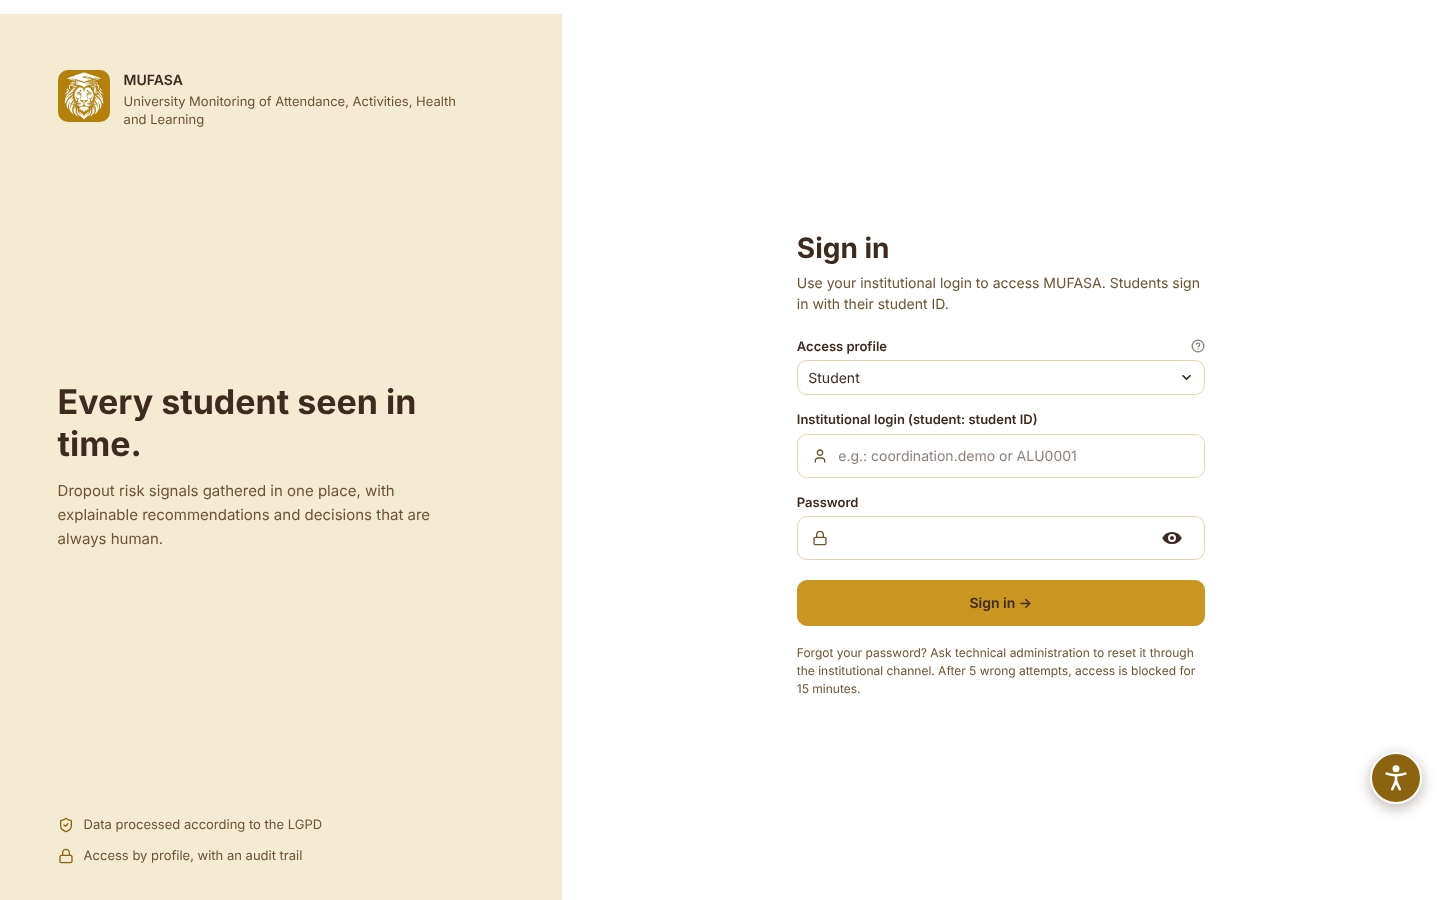 MUFASA
University Monitoring of Attendance, Activities, Health
and Learning
Every student seen in
time.
Dropout risk signals gathered in one place, with
explainable recommendations and decisions that are
always human.
Data processed according to the LGPD
Access by profile, with an audit trail
Sign in
Use your institutional login to access MUFASA. Students sign
in with their student ID.
Access profile
Student
Institutional login (student: student ID)
e.g.: coordination.demo or ALU0001
Password
Sign in →
Forgot your password? Ask technical administration to reset it through
the institutional channel. After 5 wrong attempts, access is blocked for
15 minutes.